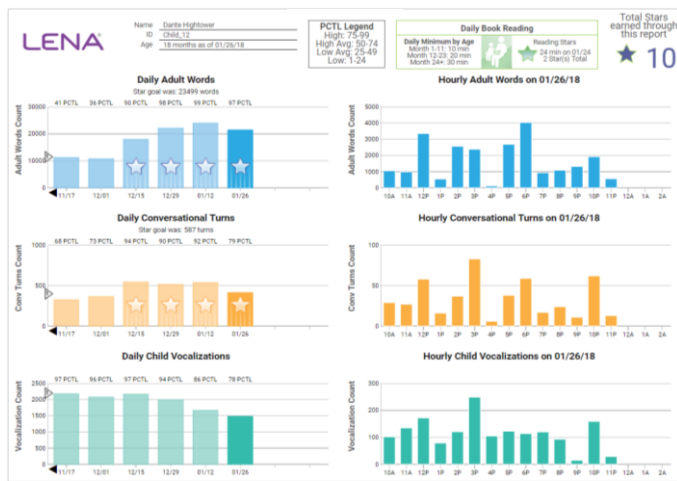 LENA
Name Dante Hightower
ID Child_12
Age 18 months as of 01/26/18
PCTL Legend
High: 75-99
High Avg: 50-74
Low Avg: 25-49
Low: 1-24
Daily Book Reading
Daily Minimum by Age
Month 1-11: 10 min
Month 12-23: 20 min
Month 24+: 30 min
Reading Stars
24 min on 01/24
2 Star(s) Total
Total Stars
earned through
this report
10
Daily Adult Words
Star goal was: 23499 words
41 PCTL 36 PCTL 90 PCTL 98 PCTL 99 PCTL 97 PCTL
Adult Words Count
30000
20000
10000
0
11/17 12/01 12/15 12/29 01/12 01/26
Hourly Adult Words on 01/26/18
Adult Words Count
5000
4000
3000
2000
1000
0
10A 11A 12P 1P 2P 3P 4P 5P 6P 7P 8P 9P 10P 11P 12A 1A 2A
Daily Conversational Turns
Star goal was: 587 turns
68 PCTL 73 PCTL 94 PCTL 90 PCTL 92 PCTL 79 PCTL
Conv Turns Count
1000
500
0
11/17 12/01 12/15 12/29 01/12 01/26
Hourly Conversational Turns on 01/26/18
Conv Turns Count
100
50
0
10A 11A 12P 1P 2P 3P 4P 5P 6P 7P 8P 9P 10P 11P 12A 1A 2A
Daily Child Vocalizations
97 PCTL 96 PCTL 97 PCTL 94 PCTL 86 PCTL 78 PCTL
Vocalization Count
2500
2000
1500
1000
500
0
11/17 12/01 12/15 12/29 01/12 01/26
Hourly Child Vocalizations on 01/26/18
Vocalization Count
300
200
100
0
10A 11A 12P 1P 2P 3P 4P 5P 6P 7P 8P 9P 10P 11P 12A 1A 2A